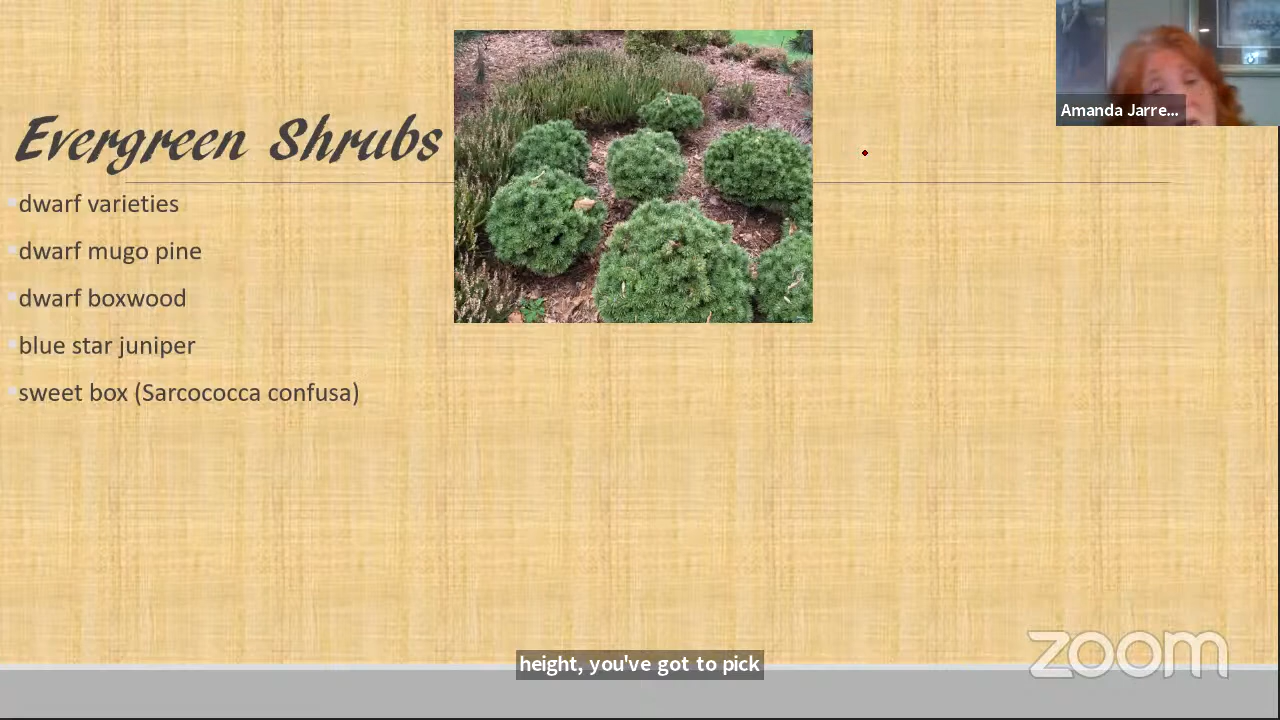 Evergreen Shrubs
dwarf varieties
dwarf mugo pine
dwarf boxwood
blue star juniper
sweet box (Sarcococca confusa)
Amanda Jarre...
height, you've got to pick
zoom